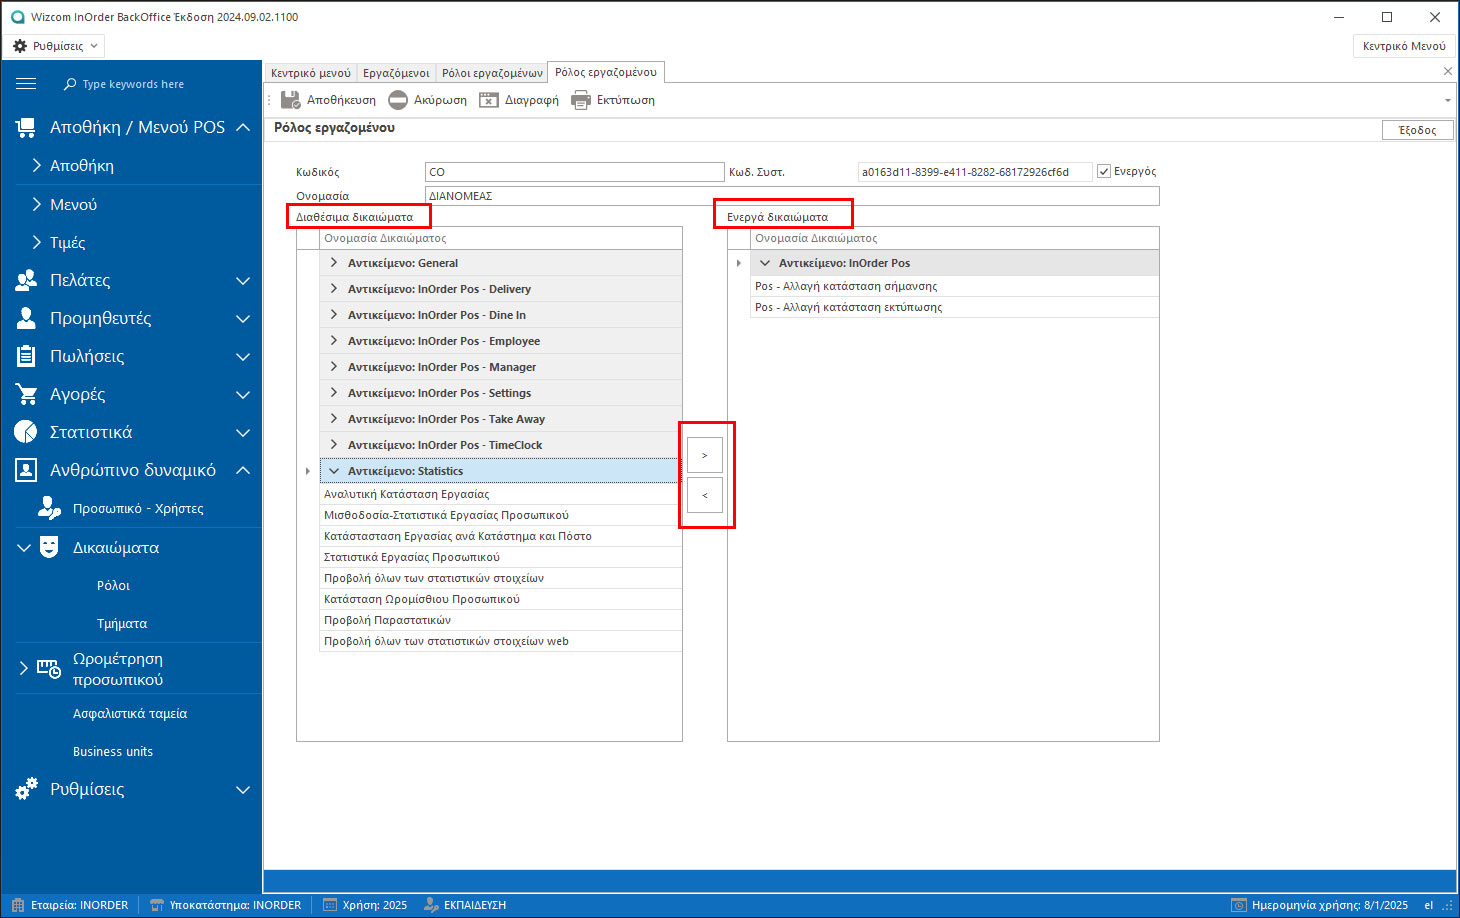 Wizcom InOrder BackOffice Έκδοση 2024.09.02.1100
Ρυθμίσεις
Κεντρικό Μενού
Type keywords here
Αποθήκη / Μενού POS
Αποθήκη
Μενού
Τιμές
Πελάτες
Προμηθευτές
Πωλήσεις
Αγορές
Στατιστικά
Ανθρώπινο δυναμικό
Προσωπικό - Χρήστες
Δικαιώματα
Ρόλοι
Τμήματα
Ωρομέτρηση
προσωπικού
Ασφαλιστικά ταμεία
Business units
Ρυθμίσεις
Κεντρικό μενού Εργαζόμενοι Ρόλοι εργαζομένων Ρόλος εργαζομένου
Αποθήκευση Ακύρωση Διαγραφή Εκτύπωση
Ρόλος εργαζομένου
Έξοδος
Κωδικός CO Κωδ. Συστ. a0163d11-8399-e411-8282-68172926cf6d Ενεργός
Ονομασία ΔΙΑΝΟΜΕΑΣ
Διαθέσιμα δικαιώματα
Ονομασία Δικαιώματος
Αντικείμενο: General
Αντικείμενο: InOrder Pos - Delivery
Αντικείμενο: InOrder Pos - Dine In
Αντικείμενο: InOrder Pos - Employee
Αντικείμενο: InOrder Pos - Manager
Αντικείμενο: InOrder Pos - Settings
Αντικείμενο: InOrder Pos - Take Away
Αντικείμενο: InOrder Pos - TimeClock
Αντικείμενο: Statistics
Αναλυτική Κατάσταση Εργασίας
Μισθοδοσία-Στατιστικά Εργασίας Προσωπικού
Κατάστασταση Εργασίας ανά Κατάστημα και Πόστο
Στατιστικά Εργασίας Προσωπικού
Προβολή όλων των στατιστικών στοιχείων
Κατάσταση Ωρομίσθιου Προσωπικού
Προβολή Παραστατικών
Προβολή όλων των στατιστικών στοιχείων web
>
<
Ενεργά δικαιώματα
Ονομασία Δικαιώματος
Αντικείμενο: InOrder Pos
Pos - Αλλαγή κατάσταση σήμανσης
Pos - Αλλαγή κατάσταση εκτύπωσης
Εταιρεία: INORDER Υποκατάστημα: INORDER Χρήση: 2025 ΕΚΠΑΙΔΕΥΣΗ Ημερομηνία χρήσης: 8/1/2025 el